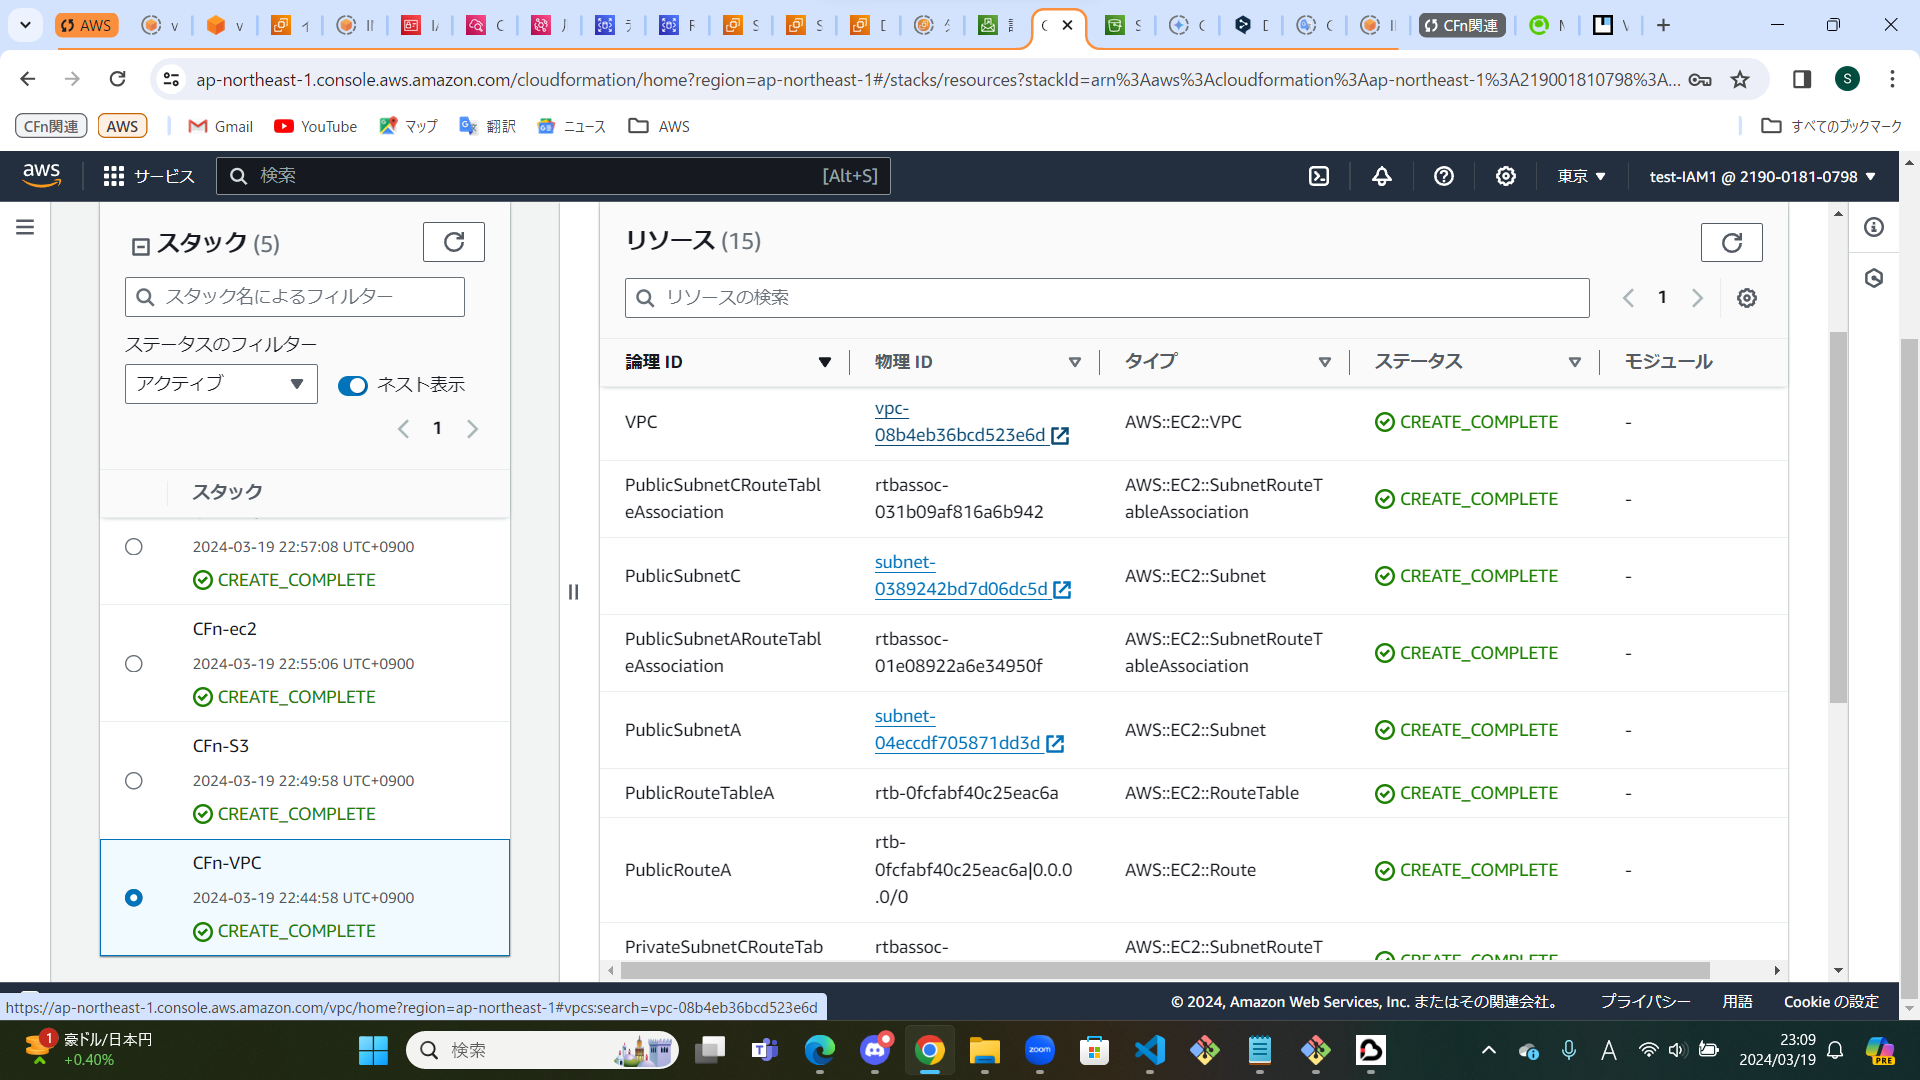 AWS
CFn関連
ap-northeast-1.console.aws.amazon.com/cloudformation/home?region=ap-northeast-1#/stacks/resources?stackId=arn%3Aaws%3Acloudformation%3Aap-northeast-1%3A219001810798%3A...
S
CFn関連 AWS Gmail YouTube マップ 翻訳 ニュース AWS すべてのブックマーク
aws サービス 検索 [Alt+S] 東京 ▼ test-IAM1 @ 2190-0181-0798 ▼
スタック (5)
スタック名によるフィルター
ステータスのフィルター
アクティブ ネスト表示
1
スタック
2024-03-19 22:57:08 UTC+0900
CREATE_COMPLETE
CFn-ec2
2024-03-19 22:55:06 UTC+0900
CREATE_COMPLETE
CFn-S3
2024-03-19 22:49:58 UTC+0900
CREATE_COMPLETE
CFn-VPC
2024-03-19 22:44:58 UTC+0900
CREATE_COMPLETE
リソース (15)
リソースの検索
1
論理 ID 物理 ID タイプ ステータス モジュール
VPC vpc-
08b4eb36bcd523e6d AWS::EC2::VPC CREATE_COMPLETE -
PublicSubnetCRouteTabl
eAssociation rtbassoc-
031b09af816a6b942 AWS::EC2::SubnetRouteT
ableAssociation CREATE_COMPLETE -
PublicSubnetC subnet-
0389242bd7d06dc5d AWS::EC2::Subnet CREATE_COMPLETE -
PublicSubnetARouteTabl
eAssociation rtbassoc-
01e08922a6e34950f AWS::EC2::SubnetRouteT
ableAssociation CREATE_COMPLETE -
PublicSubnetA subnet-
04eccdf705871dd3d AWS::EC2::Subnet CREATE_COMPLETE -
PublicRouteTableA rtb-0fcfabf40c25eac6a AWS::EC2::RouteTable CREATE_COMPLETE -
PublicRouteA rtb-
0fcfabf40c25eac6a|0.0.0
.0/0 AWS::EC2::Route CREATE_COMPLETE -
PrivateSubnetCRouteTab rtbassoc- AWS::EC2::SubnetRouteT CREATE_COMPLETE
https://ap-northeast-1.console.aws.amazon.com/vpc/home?region=ap-northeast-1#vpcs:search=vpc-08b4eb36bcd523e6d
© 2024, Amazon Web Services, Inc. またはその関連会社。 プライバシー 用語 Cookie の設定
1
豪ドル/日本円
+0.40%
検索
zoom
A
23:09
2024/03/19
PRE